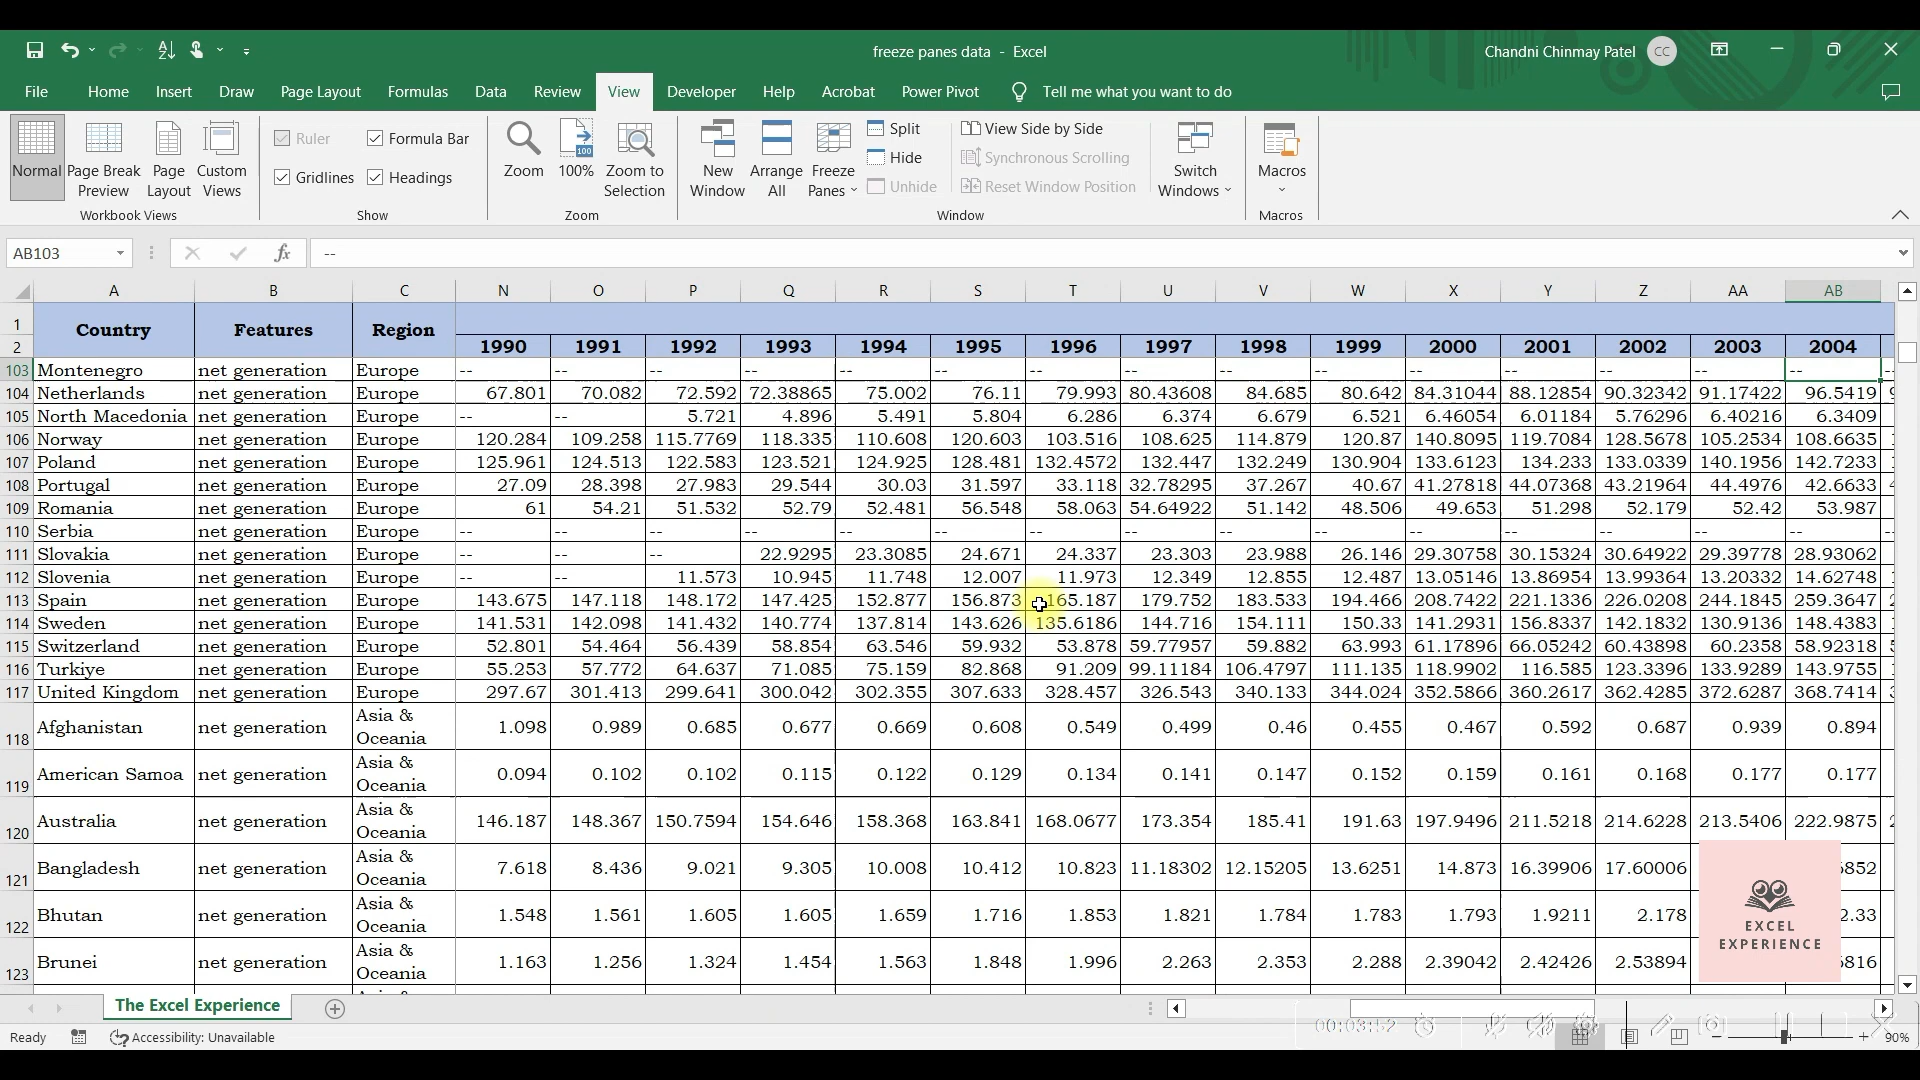 freeze panes data - Excel
Chandni Chinmay Patel CC
File Home Insert Draw Page Layout Formulas Data Review View Developer Help Acrobat Power Pivot Tell me what you want to do
Normal Page Break Preview Page Layout Custom Views
Workbook Views
Ruler Formula Bar
Gridlines Headings
Show
Zoom 100% Zoom to Selection
Zoom
New Window Arrange All Freeze Panes
Split Hide Unhide
View Side by Side
Synchronous Scrolling
Reset Window Position
Switch Windows
Window
Macros
Macros
AB103 fx --
A B C N O P Q R S T U V W X Y Z AA AB
1 Country Features Region
2 1990 1991 1992 1993 1994 1995 1996 1997 1998 1999 2000 2001 2002 2003 2004
103 Montenegro net generation Europe -- -- -- -- -- -- -- -- -- -- -- -- -- -- -- --
104 Netherlands net generation Europe 67.801 70.082 72.592 72.38865 75.002 76.11 79.993 80.43608 84.685 80.642 84.31044 88.12854 90.32342 91.17422 96.5419
105 North Macedonia net generation Europe -- -- 5.721 4.896 5.491 5.804 6.286 6.374 6.679 6.521 6.46054 6.01184 5.76296 6.40216 6.3409
106 Norway net generation Europe 120.284 109.258 115.7769 118.335 110.608 120.603 103.516 108.625 114.879 120.87 140.8095 119.7084 128.5678 105.2534 108.6635
107 Poland net generation Europe 125.961 124.513 122.583 123.521 124.925 128.481 132.4572 132.447 132.249 130.904 133.6123 134.233 133.0339 140.1956 142.7233
108 Portugal net generation Europe 27.09 28.398 27.983 29.544 30.03 31.597 33.118 32.78295 37.267 40.67 41.27818 44.07368 43.21964 44.4976 42.6633
109 Romania net generation Europe 61 54.21 51.532 52.79 52.481 56.548 58.063 54.64922 51.142 48.506 49.653 51.298 52.179 52.42 53.987
110 Serbia net generation Europe -- -- -- -- -- -- -- -- -- -- -- -- -- -- -- --
111 Slovakia net generation Europe -- -- -- 22.9295 23.3085 24.671 24.337 23.303 23.988 26.146 29.30758 30.15324 30.64922 29.39778 28.93062
112 Slovenia net generation Europe -- -- 11.573 10.945 11.748 12.007 11.973 12.349 12.855 12.487 13.05146 13.86954 13.99364 13.20332 14.62748
113 Spain net generation Europe 143.675 147.118 148.172 147.425 152.877 156.873 165.187 179.752 183.533 194.466 208.7422 221.1336 226.0208 244.1845 259.3647
114 Sweden net generation Europe 141.531 142.098 141.432 140.774 137.814 143.626 135.6186 144.716 154.111 150.33 141.2931 156.8337 142.1832 130.9136 148.4383
115 Switzerland net generation Europe 52.801 54.464 56.439 58.854 63.546 59.932 53.878 59.77957 59.882 63.993 61.17896 66.05242 60.43898 60.2358 58.92318
116 Turkiye net generation Europe 55.253 57.772 64.637 71.085 75.159 82.868 91.209 99.11184 106.4797 111.135 118.9902 116.585 123.3396 133.9289 143.9755
117 United Kingdom net generation Europe 297.67 301.413 299.641 300.042 302.355 307.633 328.457 326.543 340.133 344.024 352.5866 360.2617 362.4285 372.6287 368.7414
118 Afghanistan net generation Asia & Oceania 1.098 0.989 0.685 0.677 0.669 0.608 0.549 0.499 0.46 0.455 0.467 0.592 0.687 0.939 0.894
119 American Samoa net generation Asia & Oceania 0.094 0.102 0.102 0.115 0.122 0.129 0.134 0.141 0.147 0.152 0.159 0.161 0.168 0.177 0.177
120 Australia net generation Asia & Oceania 146.187 148.367 150.7594 154.646 158.368 163.841 168.0677 173.354 185.41 191.63 197.9496 211.5218 214.6228 213.5406 222.9875
121 Bangladesh net generation Asia & Oceania 7.618 8.436 9.021 9.305 10.008 10.412 10.823 11.18302 12.15205 13.6251 14.873 16.39906 17.60006
122 Bhutan net generation Asia & Oceania 1.548 1.561 1.605 1.605 1.659 1.716 1.853 1.821 1.784 1.783 1.793 1.9211 2.178
123 Brunei net generation Asia & Oceania 1.163 1.256 1.324 1.454 1.563 1.848 1.996 2.263 2.353 2.288 2.39042 2.42426 2.53894
EXCEL
EXPERIENCE
The Excel Experience
00:03:52
Ready Accessibility: Unavailable 90%